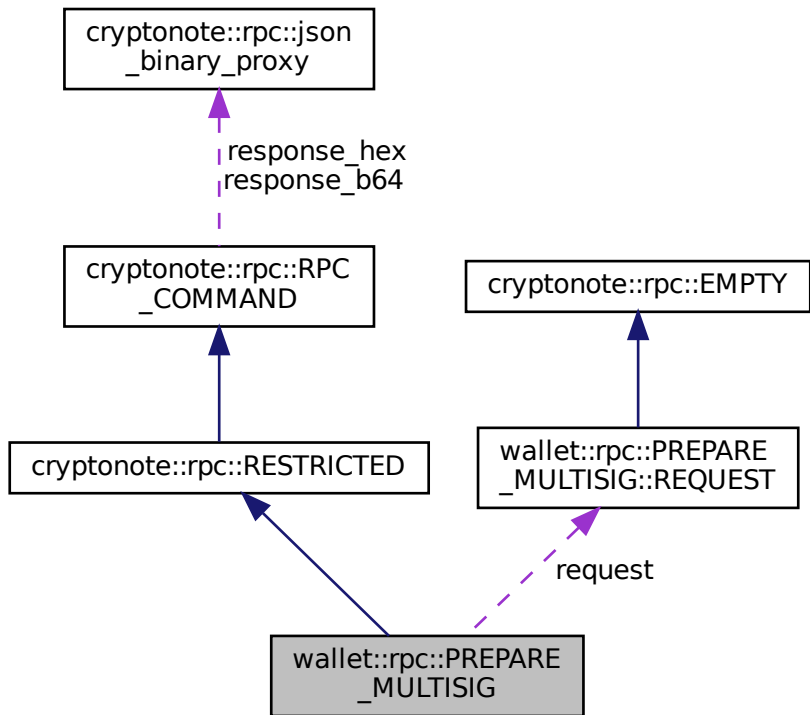 cryptonote::rpc::json
_binary_proxy
response_hex
response_b64
cryptonote::rpc::RPC
_COMMAND
cryptonote::rpc::EMPTY
cryptonote::rpc::RESTRICTED
wallet::rpc::PREPARE
_MULTISIG::REQUEST
request
wallet::rpc::PREPARE
_MULTISIG